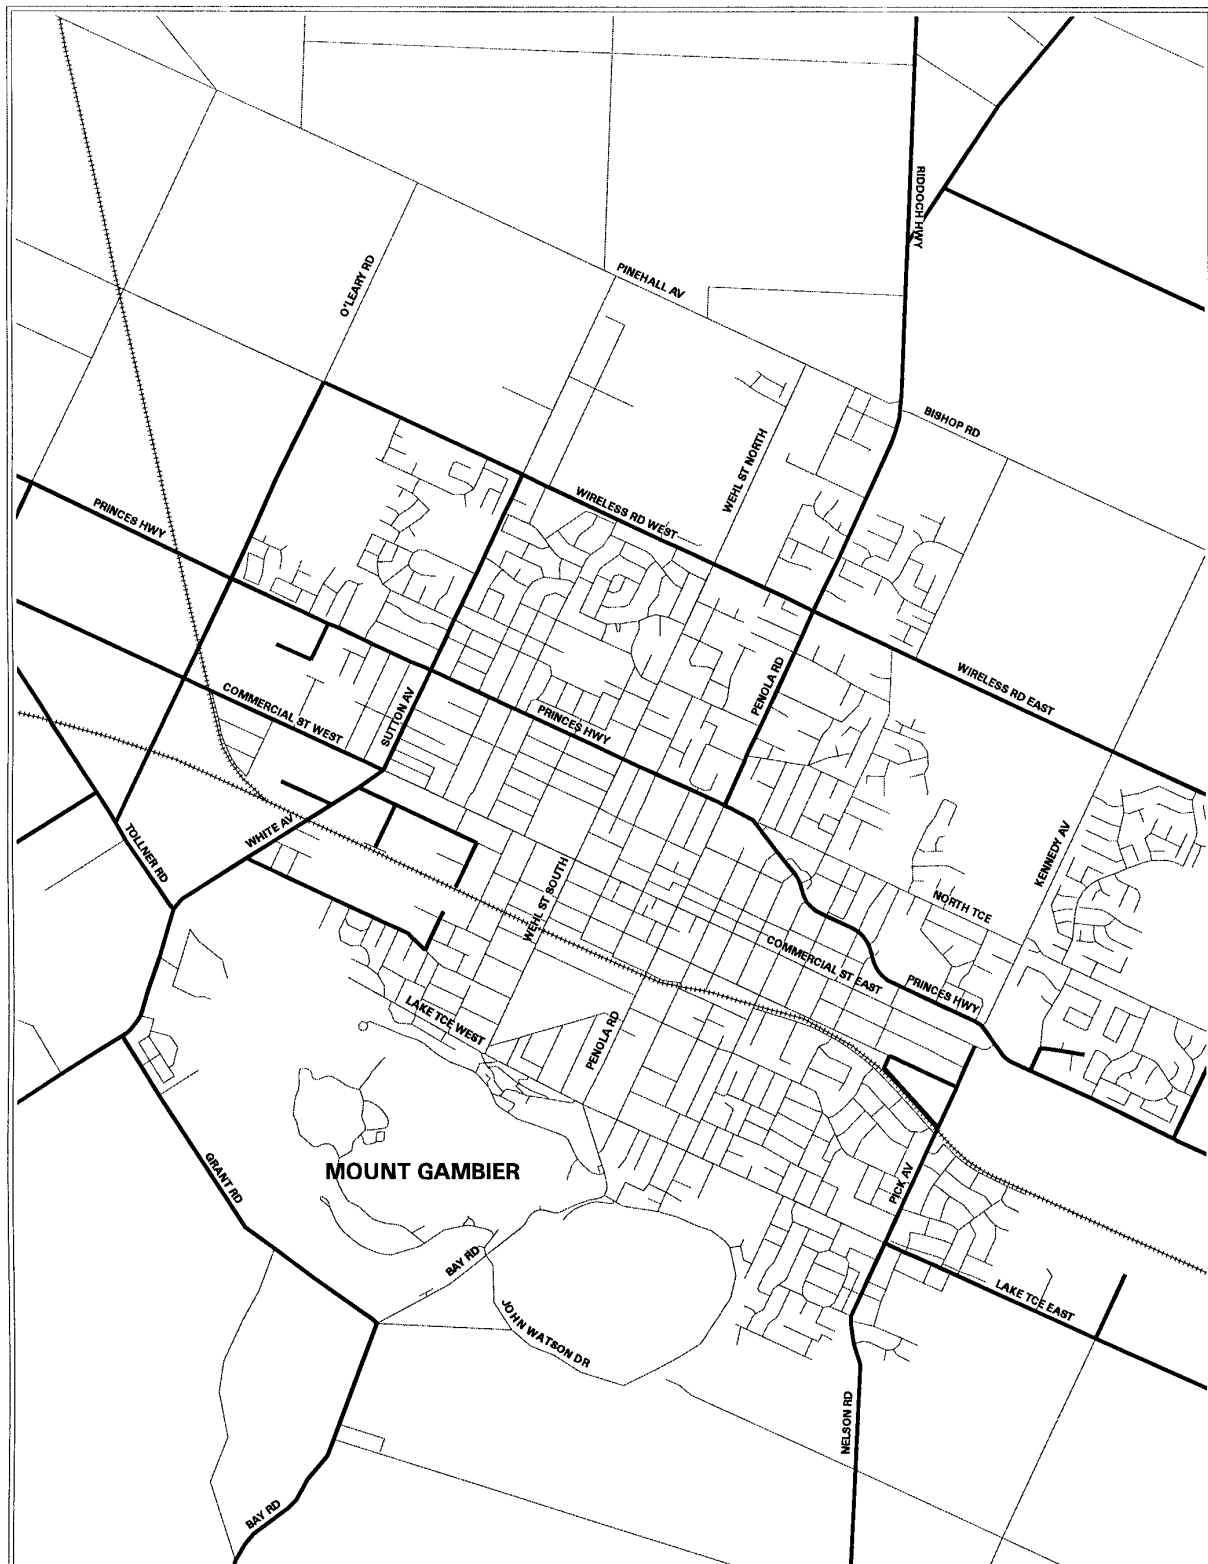 RIDDOCH HWY
O'LEARY RD
PINEHALL AV
BISHOP RD
WEHL ST NORTH
WIRELESS RD WEST
PRINCES HWY
WIRELESS RD EAST
PENOLA RD
COMMERCIAL ST WEST
SUTTON AV
PRINCES HWY
WHITE AV
TOLLNER RD
KENNEDY AV
WEHL ST SOUTH
NORTH TCE
COMMERCIAL ST EAST
PRINCES HWY
LAKE TCE WEST
PENOLA RD
MOUNT GAMBIER
GRANT RD
PICK AV
BAY RD
LAKE TCE EAST
JOHN WATSON DR
NELSON RD
BAY RD